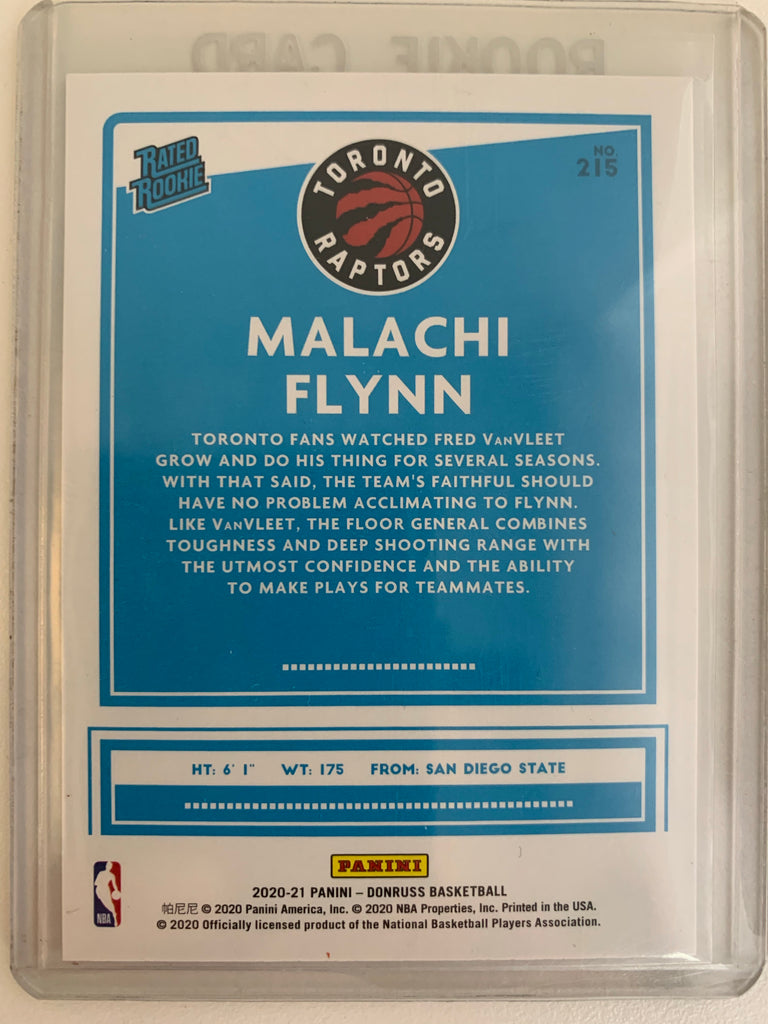 ROOKIE CARD
RATED
ROOKIE
NO.
215
TORONTO
RAPTORS
MALACHI
FLYNN
TORONTO FANS WATCHED FRED VANVLEET
GROW AND DO HIS THING FOR SEVERAL SEASONS.
WITH THAT SAID, THE TEAM'S FAITHFUL SHOULD
HAVE NO PROBLEM ACCLIMATING TO FLYNN.
LIKE VANVLEET, THE FLOOR GENERAL COMBINES
TOUGHNESS AND DEEP SHOOTING RANGE WITH
THE UTMOST CONFIDENCE AND THE ABILITY
TO MAKE PLAYS FOR TEAMMATES.
HT: 6' 1" WT: 175 FROM: SAN DIEGO STATE
PANINI
NBA
2020-21 PANINI – DONRUSS BASKETBALL
帕尼尼 © 2020 Panini America, Inc. © 2020 NBA Properties, Inc. Printed in the USA.
© 2020 Officially licensed product of the National Basketball Players Association.